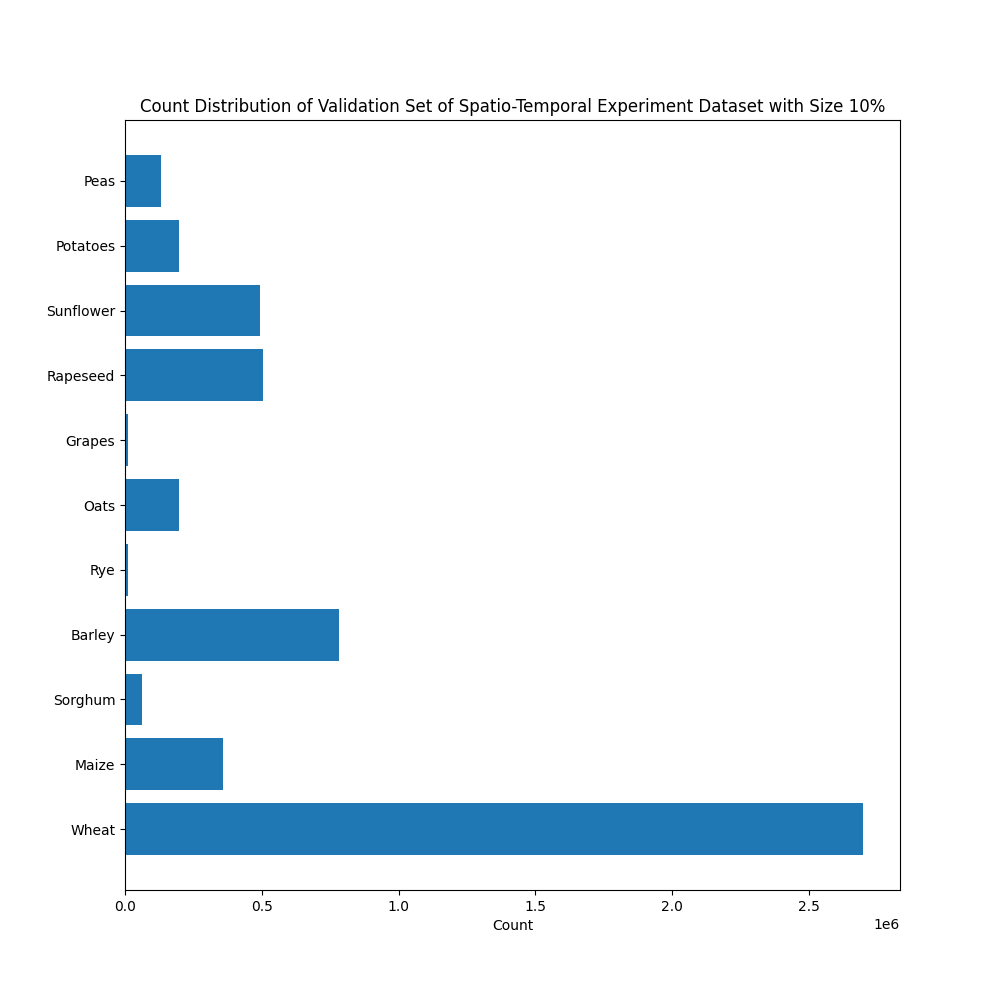 Count Distribution of Validation Set of Spatio-Temporal Experiment Dataset with Size 10%
Peas
Potatoes
Sunflower
Rapeseed
Grapes
Oats
Rye
Barley
Sorghum
Maize
Wheat
0.0 0.5 1.0 1.5 2.0 2.5
Count
1e6